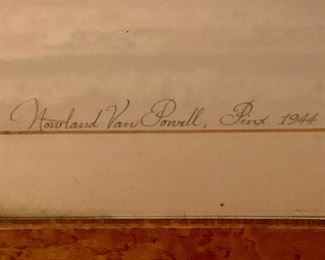 Nowland Van Powell, Pinx 1944